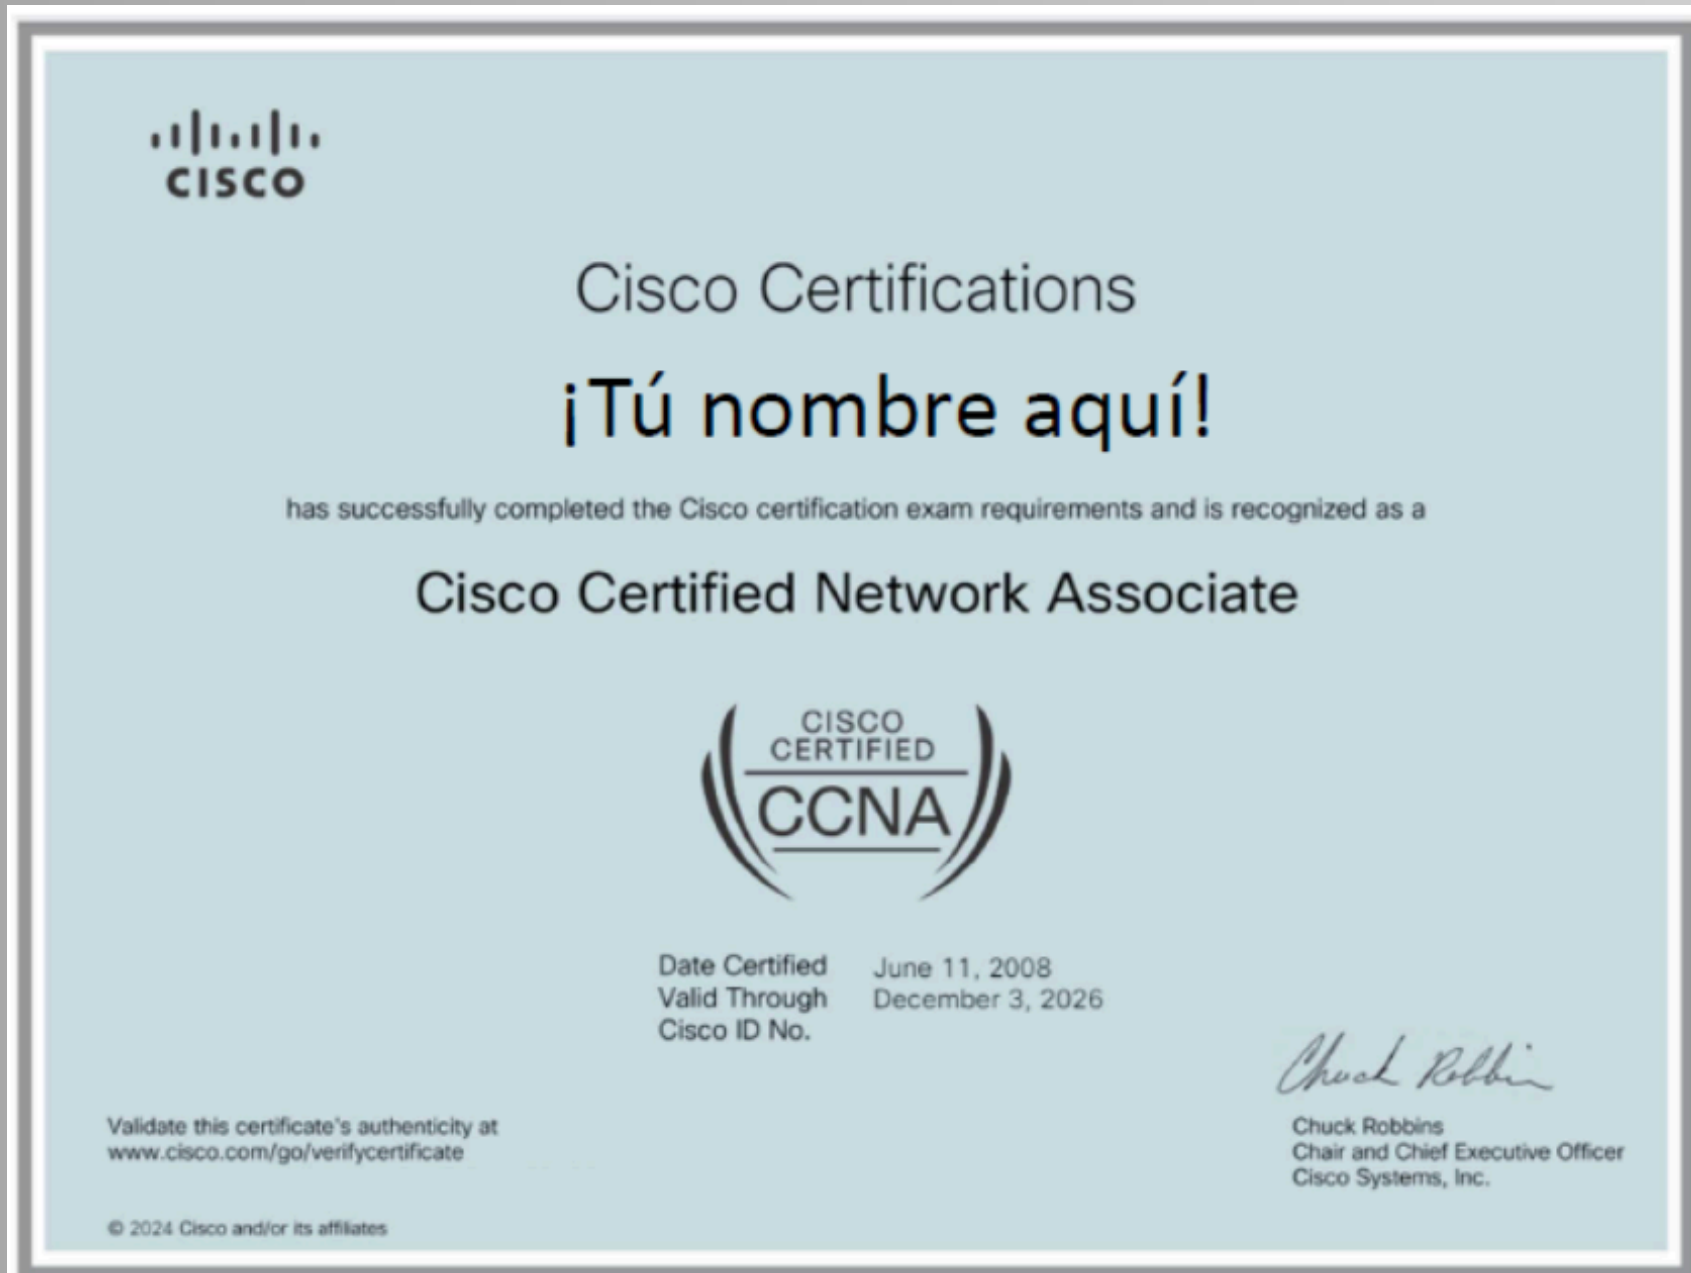 CISCO
Cisco Certifications
¡Tú nombre aquí!
has successfully completed the Cisco certification exam requirements and is recognized as a
Cisco Certified Network Associate
CISCO
CERTIFIED
CCNA
Date Certified June 11, 2008
Valid Through December 3, 2026
Cisco ID No.
Chuck Robbins
Validate this certificate's authenticity at
www.cisco.com/go/verifycertificate
Chuck Robbins
Chair and Chief Executive Officer
Cisco Systems, Inc.
© 2024 Cisco and/or its affiliates